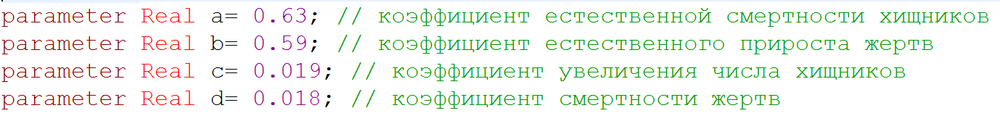 parameter Real a= 0.63; // коэффициент естественной смертности хищников
parameter Real b= 0.59; // коэффициент естественного прироста жертв
parameter Real c= 0.019; // коэффициент увеличения числа хищников
parameter Real d= 0.018; // коэффициент смертности жертв